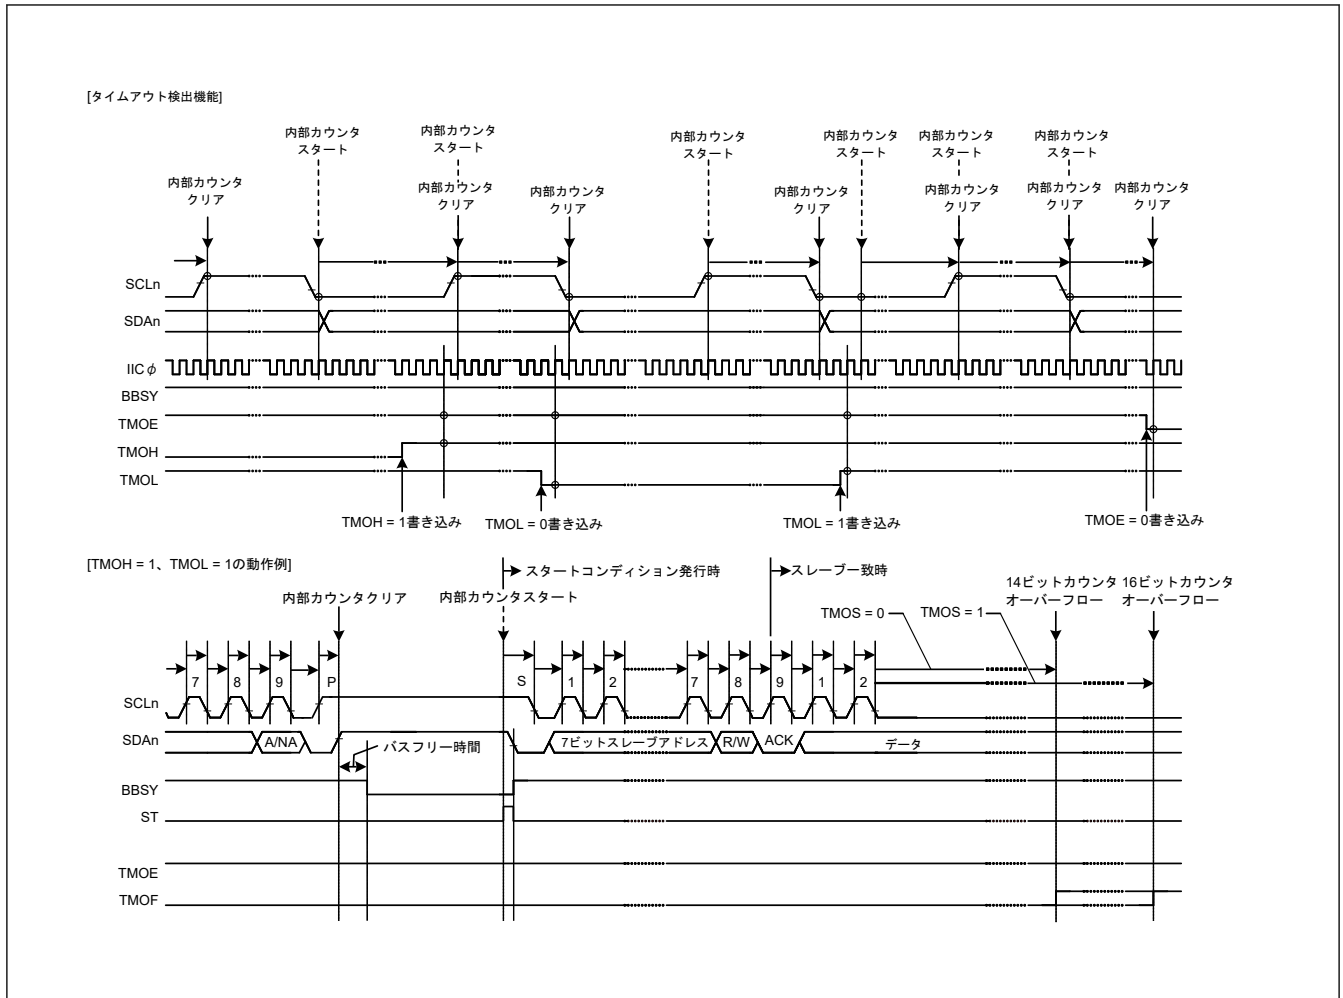 [タイムアウト検出機能]
内部カウンタ
スタート
内部カウンタ
スタート
内部カウンタ
スタート
内部カウンタ
スタート
内部カウンタ
スタート
内部カウンタ
スタート
内部カウンタ
クリア
内部カウンタ
クリア
内部カウンタ
クリア
内部カウンタ
クリア
内部カウンタ
クリア
内部カウンタ
クリア
内部カウンタ
クリア
SCLn
SDAn
IICφ
BBSY
TMOE
TMOH
TMOL
TMOH = 1書き込み
TMOL = 0書き込み
TMOL = 1書き込み
TMOE = 0書き込み
[TMOH = 1、TMOL = 1の動作例]
スタートコンディション発行時
スレーブ一致時
内部カウンタクリア
内部カウンタスタート
TMOS = 0
TMOS = 1
14ビットカウンタ
オーバーフロー
16ビットカウンタ
オーバーフロー
7 8 9 P S 1 2 7 8 9 1 2
SCLn
SDAn
A/NA
バスフリー時間
7ビットスレーブアドレス
R/W
ACK
データ
BBSY
ST
TMOE
TMOF